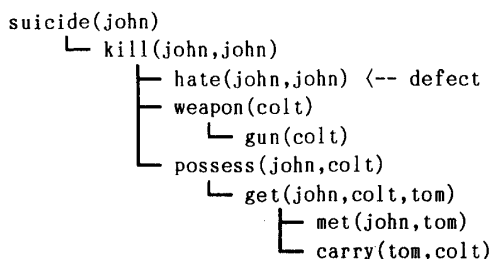 suicide(john)
kill(john,john)
hate(john,john) <-- defect
weapon(colt)
gun(colt)
possess(john,colt)
get(john,colt,tom)
met(john,tom)
carry(tom,colt)